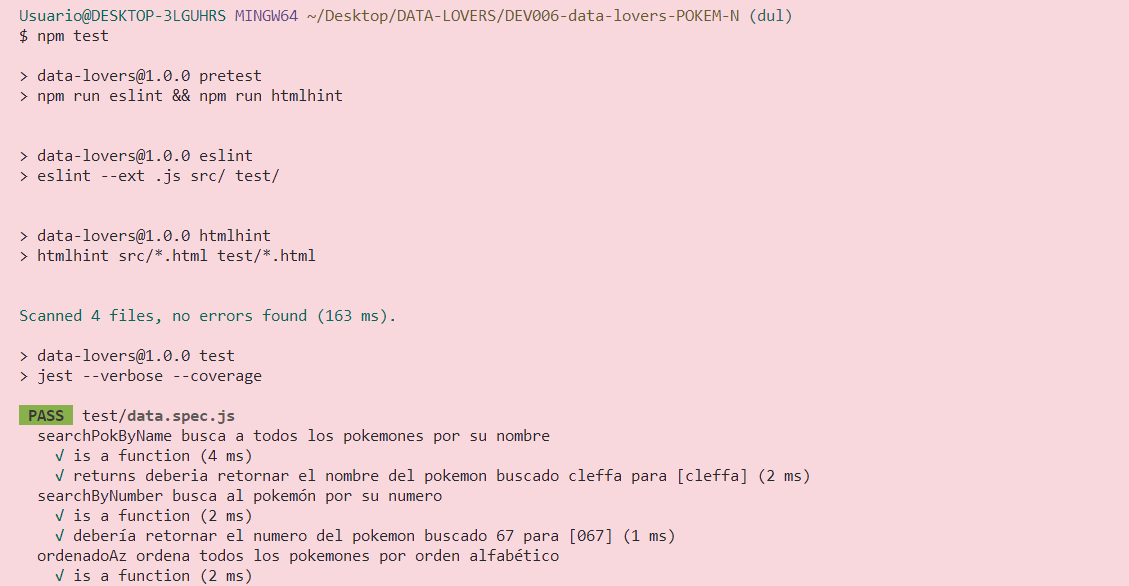 Usuario@DESKTOP-3LGUHRS MINGW64 ~/Desktop/DATA-LOVERS/DEV006-data-lovers-POKEM-N (dul)
$ npm test
> data-lovers@1.0.0 pretest
> npm run eslint && npm run htmlhint
> data-lovers@1.0.0 eslint
> eslint --ext .js src/ test/
> data-lovers@1.0.0 htmlhint
> htmlhint src/*.html test/*.html
Scanned 4 files, no errors found (163 ms).
> data-lovers@1.0.0 test
> jest --verbose --coverage
PASS test/data.spec.js
searchPokByName busca a todos los pokemones por su nombre
√ is a function (4 ms)
√ returns deberia retornar el nombre del pokemon buscado cleffa para [cleffa] (2 ms)
searchByNumber busca al pokemón por su numero
√ is a function (2 ms)
√ debería retornar el numero del pokemon buscado 67 para [067] (1 ms)
ordenadoAz ordena todos los pokemones por orden alfabético
√ is a function (2 ms)